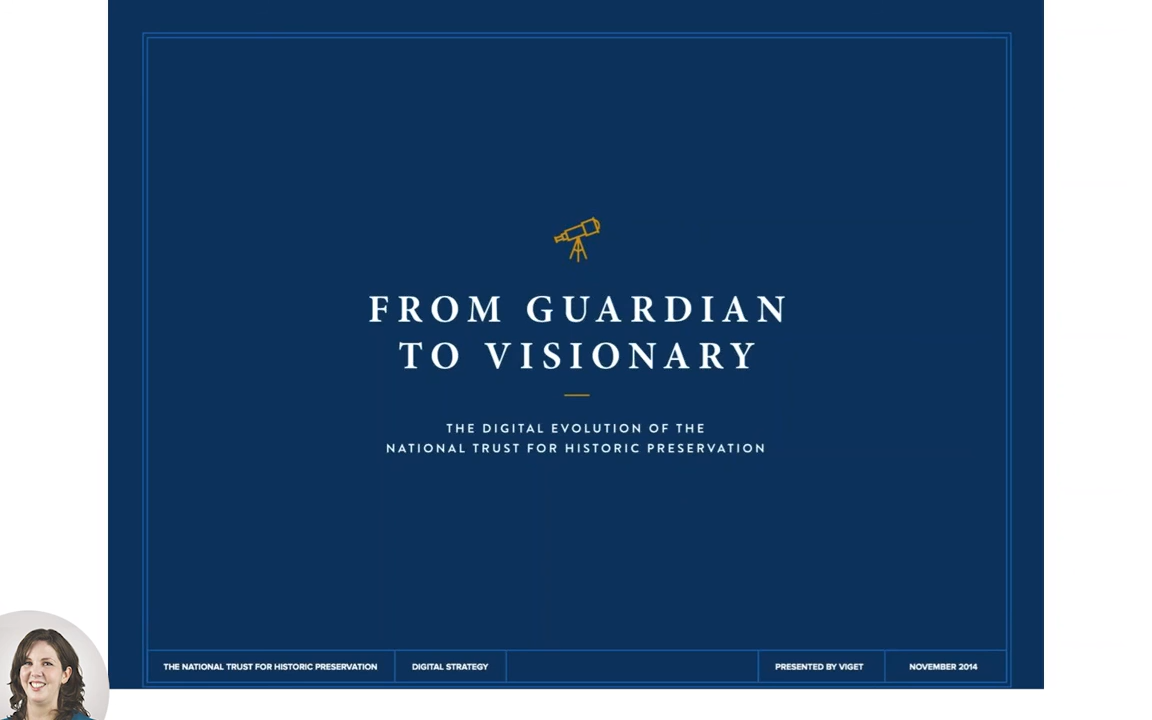 FROM GUARDIAN
TO VISIONARY
THE DIGITAL EVOLUTION OF THE
NATIONAL TRUST FOR HISTORIC PRESERVATION
THE NATIONAL TRUST FOR HISTORIC PRESERVATION
DIGITAL STRATEGY
PRESENTED BY VIGET
NOVEMBER 2014